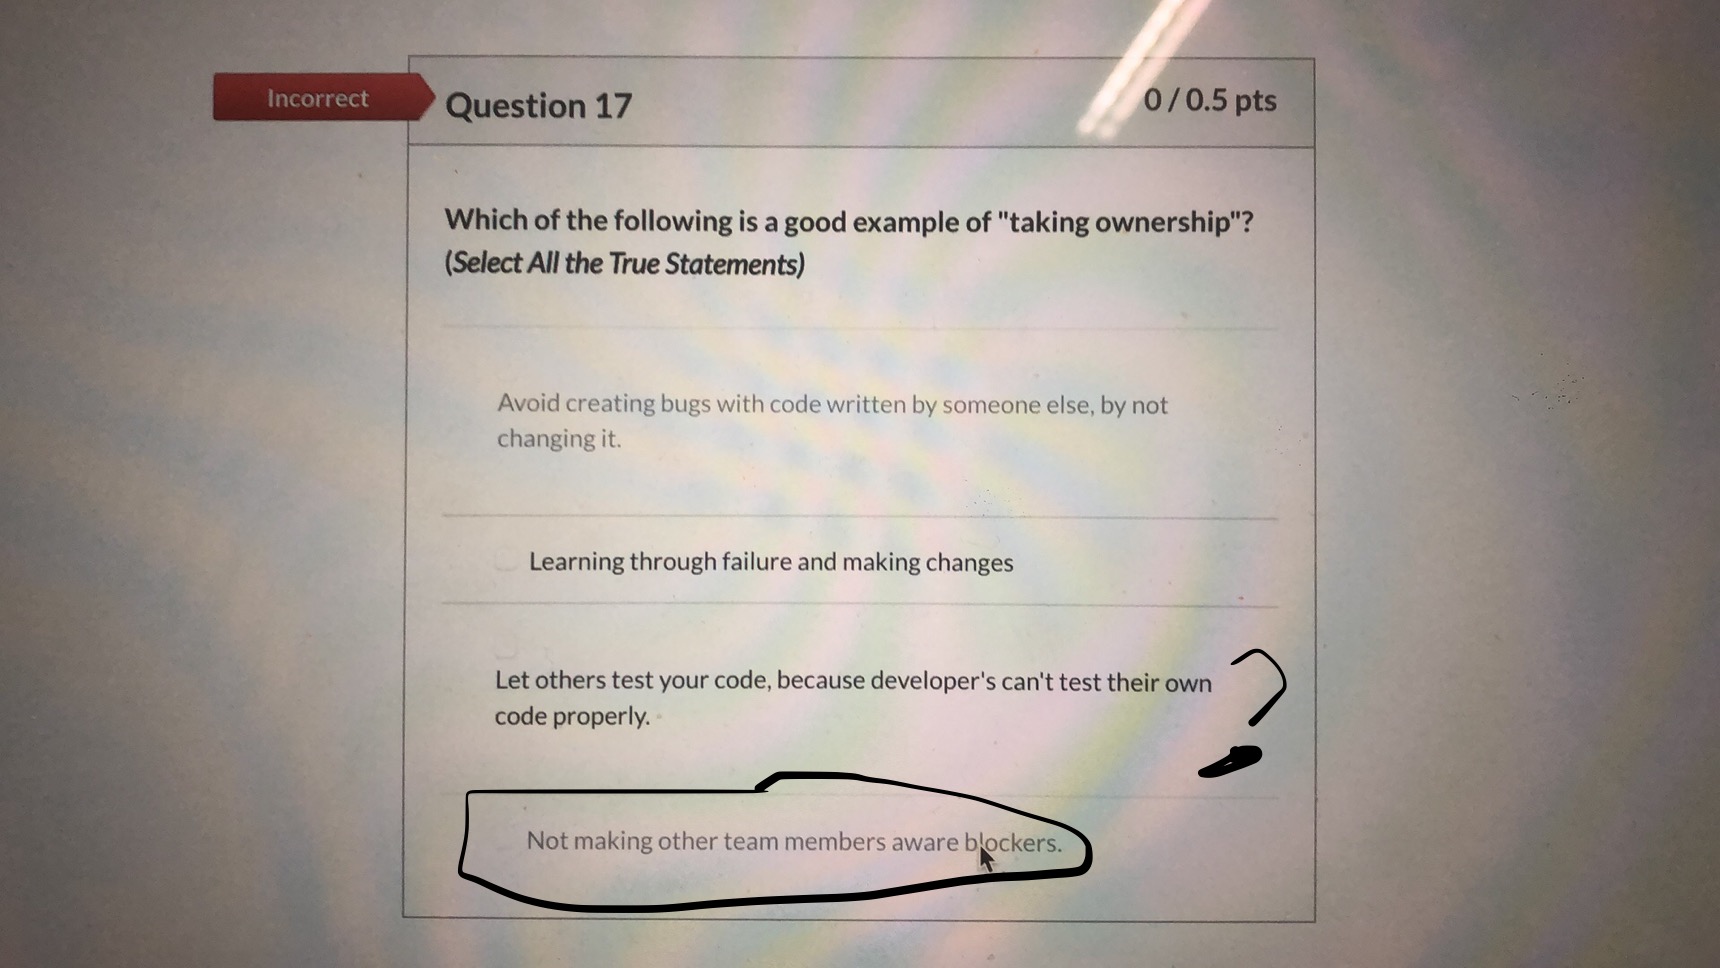 Incorrect
Question 17
0 / 0.5 pts
Which of the following is a good example of "taking ownership"?
(Select All the True Statements)
Avoid creating bugs with code written by someone else, by not
changing it.
Learning through failure and making changes
Let others test your code, because developer's can't test their own
code properly.
?
Not making other team members aware blockers.